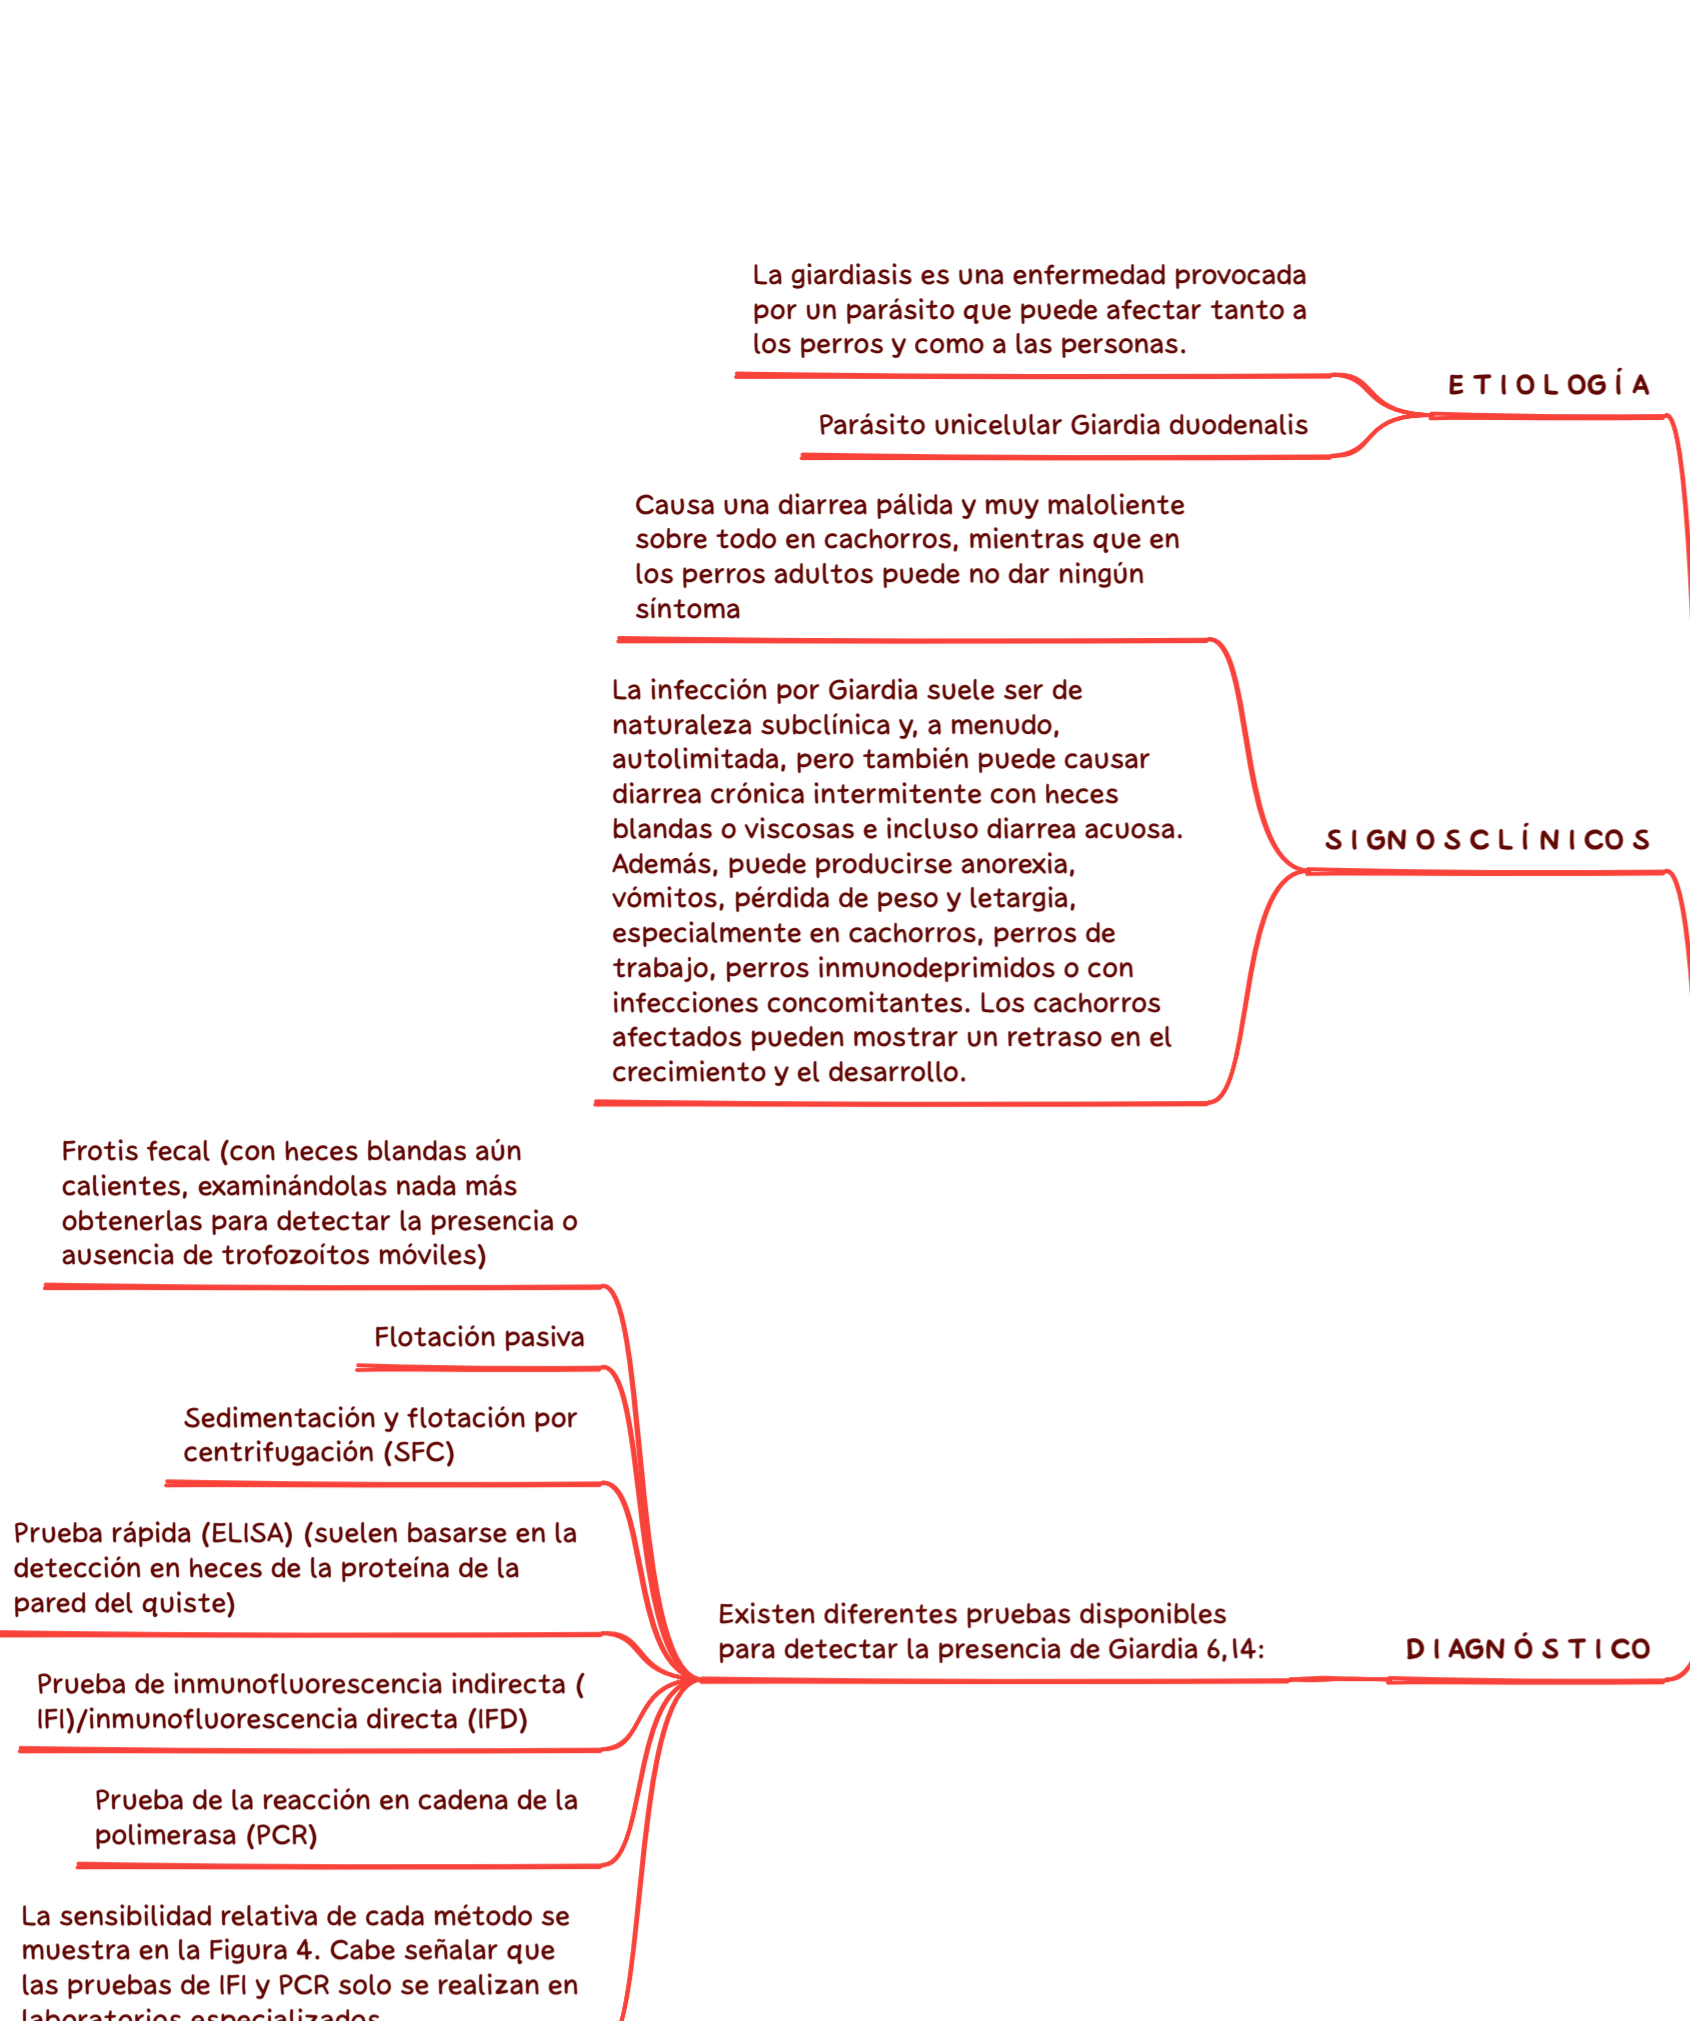 La giardiasis es una enfermedad provocada
por un parásito que puede afectar tanto a
los perros y como a las personas.
ETIOLOGÍA
Parásito unicelular Giardia duodenalis
Causa una diarrea pálida y muy maloliente
sobre todo en cachorros, mientras que en
los perros adultos puede no dar ningún
síntoma
La infección por Giardia suele ser de
naturaleza subclínica y, a menudo,
autolimitada, pero también puede causar
diarrea crónica intermitente con heces
blandas o viscosas e incluso diarrea acuosa.
Además, puede producirse anorexia,
vómitos, pérdida de peso y letargia,
especialmente en cachorros, perros de
trabajo, perros inmunodeprimidos o con
infecciones concomitantes. Los cachorros
afectados pueden mostrar un retraso en el
crecimiento y el desarrollo.
SIGNOSCLÍNICOS
Frotis fecal (con heces blandas aún
calientes, examinándolas nada más
obtenerlas para detectar la presencia o
ausencia de trofozoítos móviles)
Flotación pasiva
Sedimentación y flotación por
centrifugación (SFC)
Prueba rápida (ELISA) (suelen basarse en la
detección en heces de la proteína de la
pared del quiste)
Prueba de inmunofluorescencia indirecta (
IFI)/inmunofluorescencia directa (IFD)
Prueba de la reacción en cadena de la
polimerasa (PCR)
La sensibilidad relativa de cada método se
muestra en la Figura 4. Cabe señalar que
las pruebas de IFI y PCR solo se realizan en
laboratorios especializados
Existen diferentes pruebas disponibles
para detectar la presencia de Giardia 6,14:
DIAGNÓSTICO